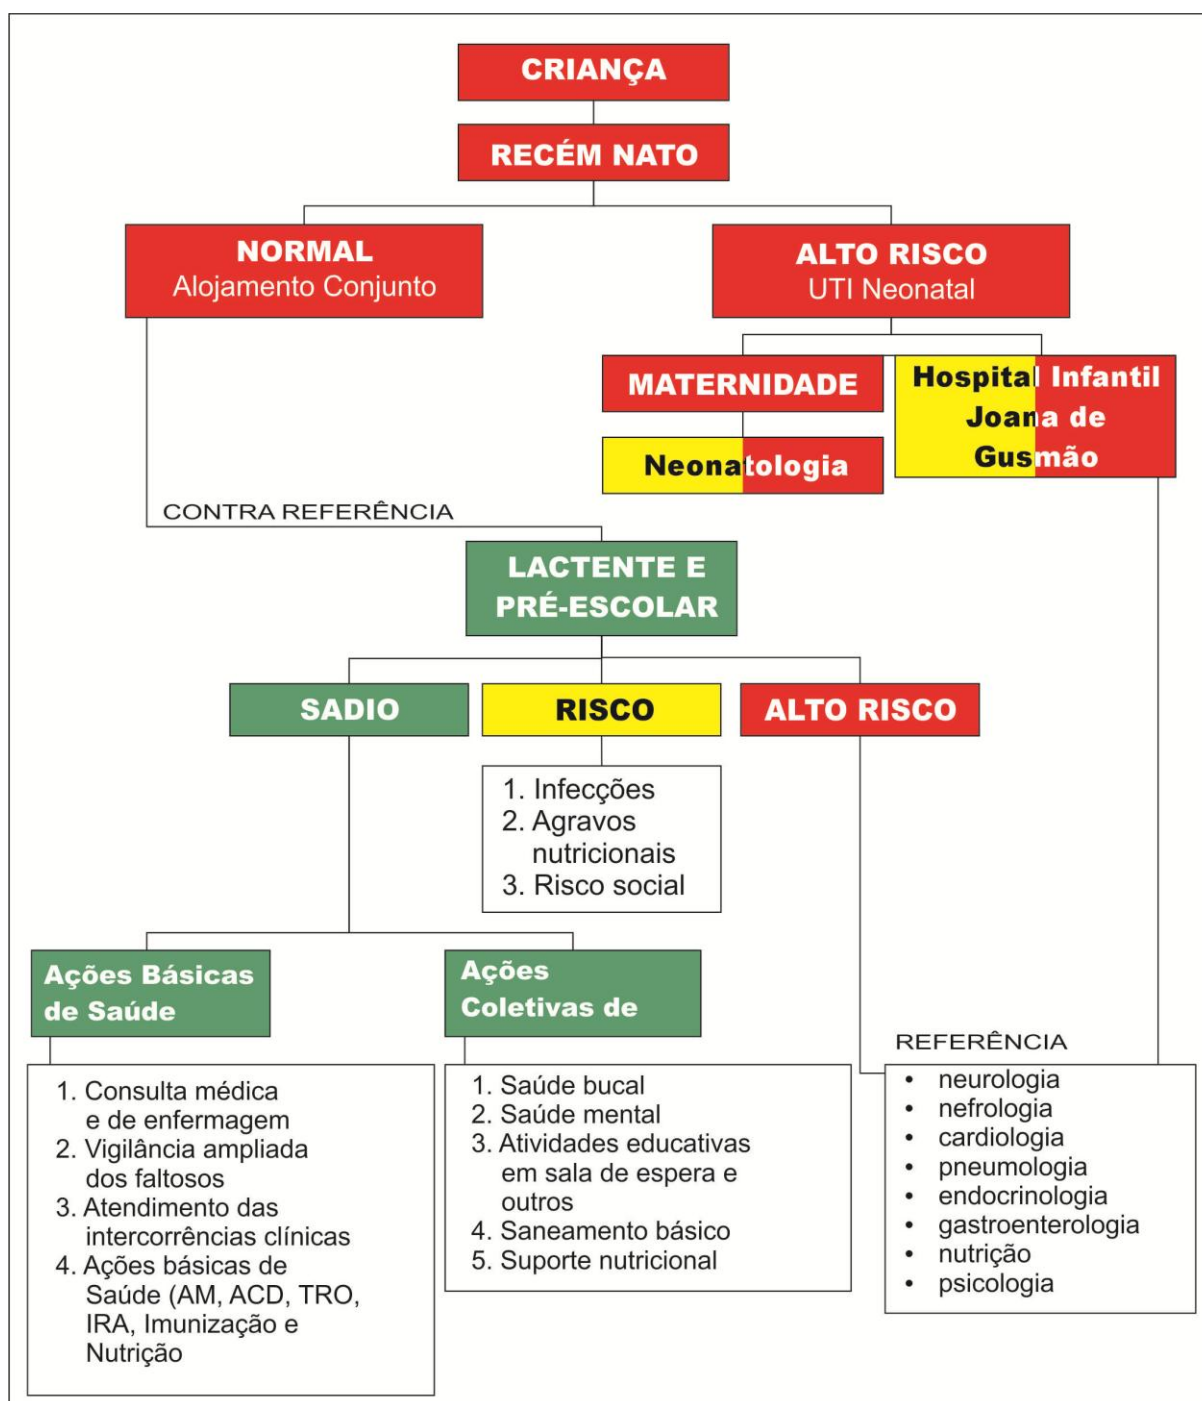 CRIANÇA
RECÉM NATO
NORMAL
Alojamento Conjunto
ALTO RISCO
UTI Neonatal
MATERNIDADE
Neonatologia
Hospital Infantil
Joana de
Gusmão
CONTRA REFERÊNCIA
LACTENTE E
PRÉ-ESCOLAR
SADIO
RISCO
ALTO RISCO
1. Infecções
2. Agravos
nutricionais
3. Risco social
Ações Básicas
de Saúde
Ações
Coletivas de
1. Consulta médica
e de enfermagem
2. Vigilância ampliada
dos faltosos
3. Atendimento das
intercorrências clínicas
4. Ações básicas de
Saúde (AM, ACD, TRO,
IRA, Imunização e
Nutrição
1. Saúde bucal
2. Saúde mental
3. Atividades educativas
em sala de espera e
outros
4. Saneamento básico
5. Suporte nutricional
REFERÊNCIA
• neurologia
• nefrologia
• cardiologia
• pneumologia
• endocrinologia
• gastroenterologia
• nutrição
• psicologia